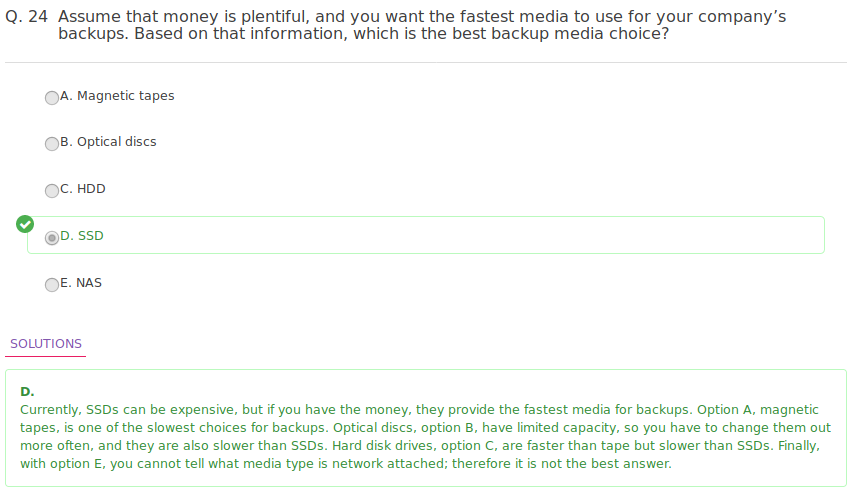 Q. 24 Assume that money is plentiful, and you want the fastest media to use for your company’s
backups. Based on that information, which is the best backup media choice?
A. Magnetic tapes
B. Optical discs
C. HDD
D. SSD
E. NAS
SOLUTIONS
D.
Currently, SSDs can be expensive, but if you have the money, they provide the fastest media for backups. Option A, magnetic
tapes, is one of the slowest choices for backups. Optical discs, option B, have limited capacity, so you have to change them out
more often, and they are also slower than SSDs. Hard disk drives, option C, are faster than tape but slower than SSDs. Finally,
with option E, you cannot tell what media type is network attached; therefore it is not the best answer.